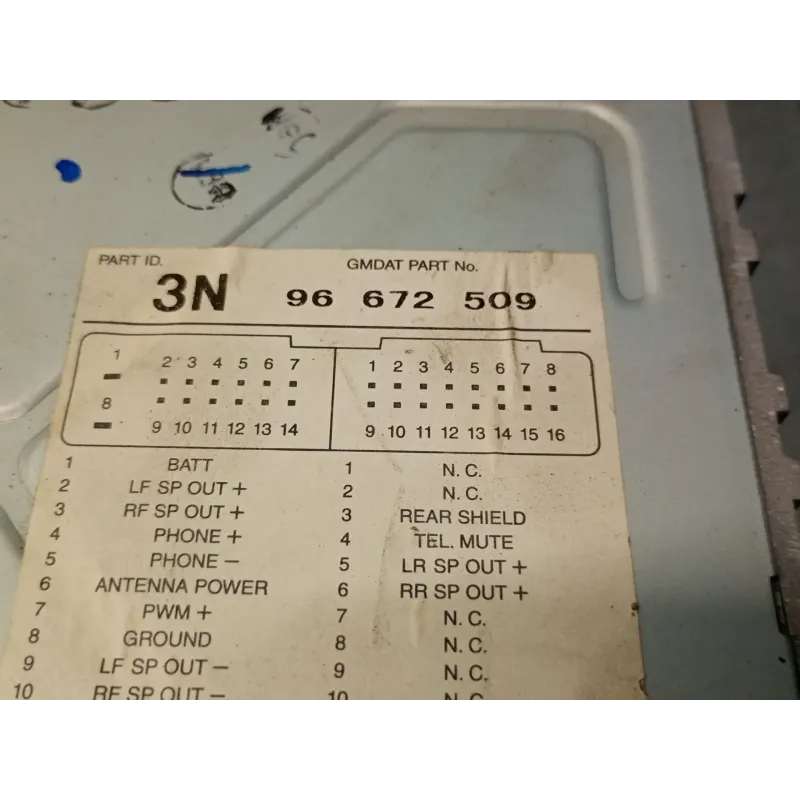 PART ID. GMDAT PART No.
3N 96 672 509
1 2 3 4 5 6 7 1 2 3 4 5 6 7 8
8 9 10 11 12 13 14 9 10 11 12 13 14 15 16
1 BATT 1 N.C.
2 LF SP OUT + 2 N.C.
3 RF SP OUT + 3 REAR SHIELD
4 PHONE + 4 TEL. MUTE
5 PHONE − 5 LR SP OUT +
6 ANTENNA POWER 6 RR SP OUT +
7 PWM + 7 N.C.
8 GROUND 8 N.C.
9 LF SP OUT − 9 N.C.
10 RF SP OUT − 10 N.C.